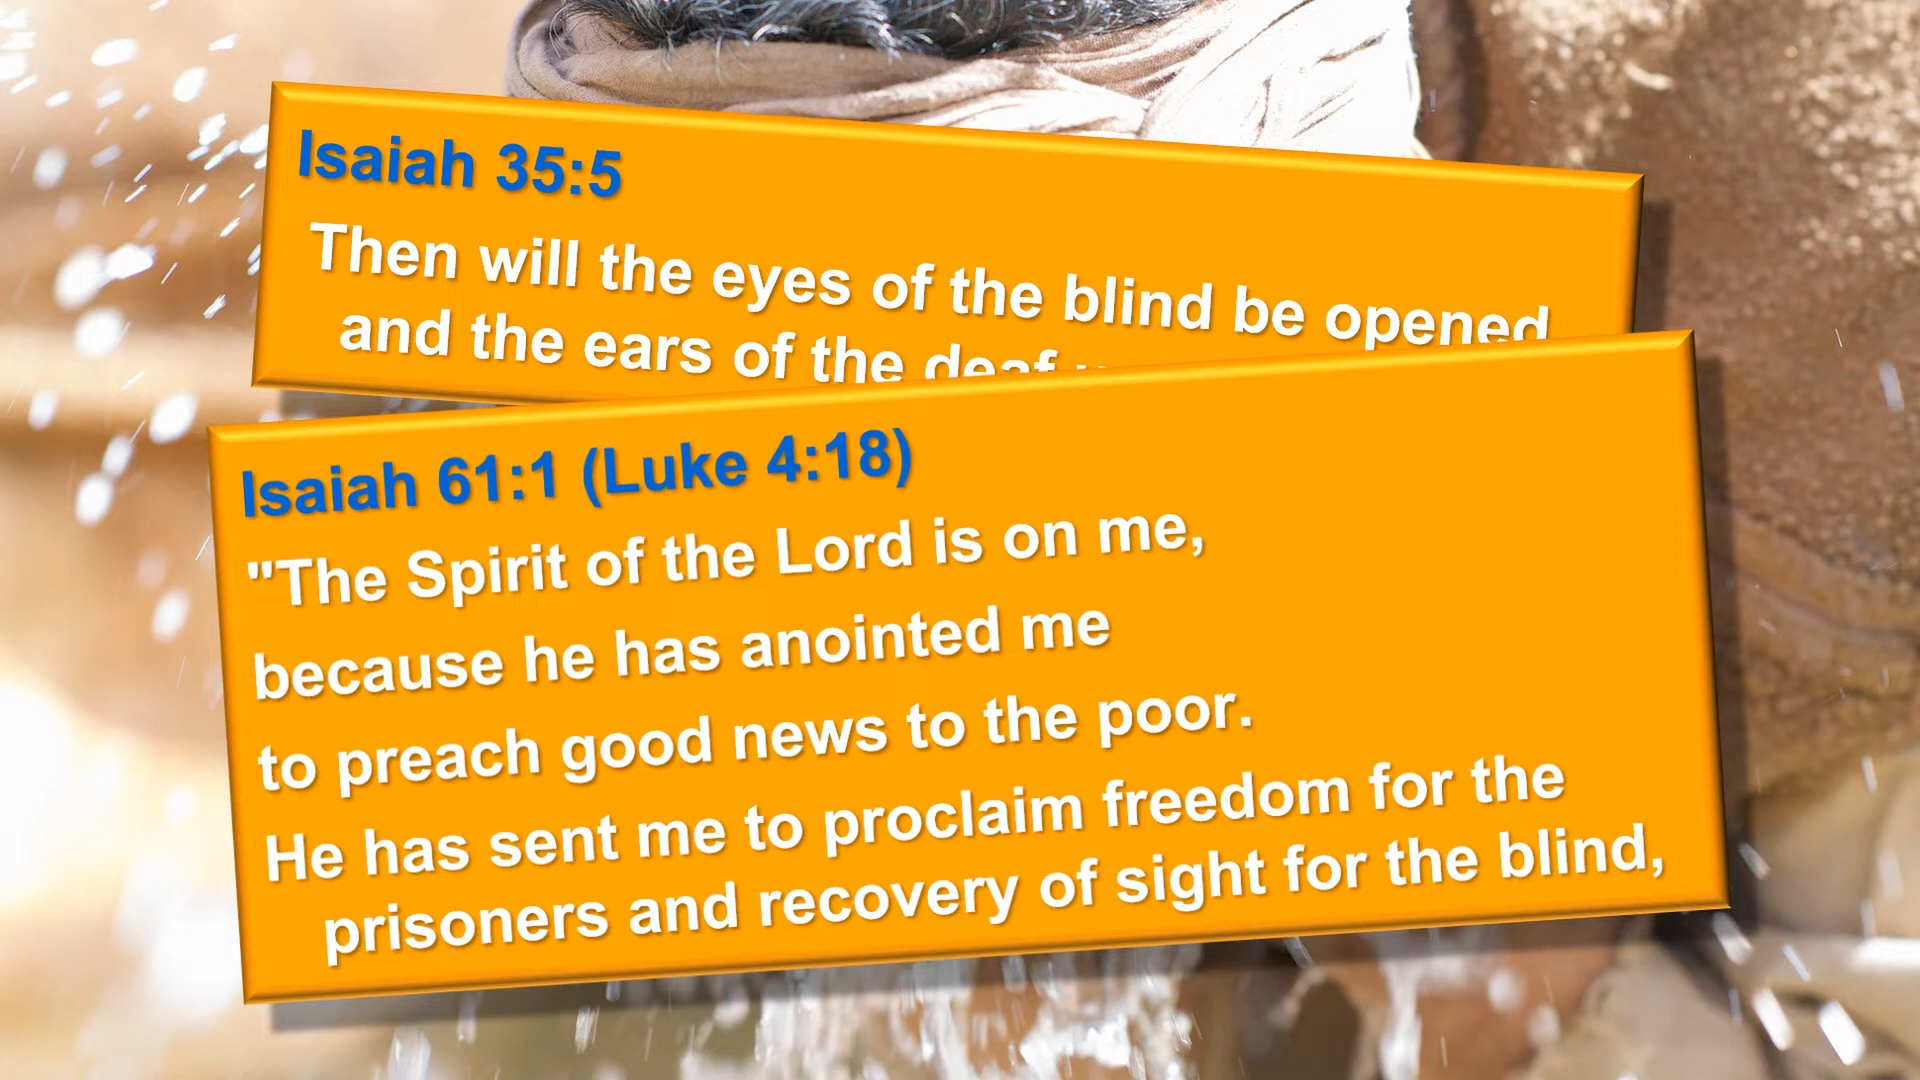 Isaiah 35:5
Then will the eyes of the blind be opened
and the ears of the deaf
Isaiah 61:1 (Luke 4:18)
"The Spirit of the Lord is on me,
because he has anointed me
to preach good news to the poor.
He has sent me to proclaim freedom for the
prisoners and recovery of sight for the blind,